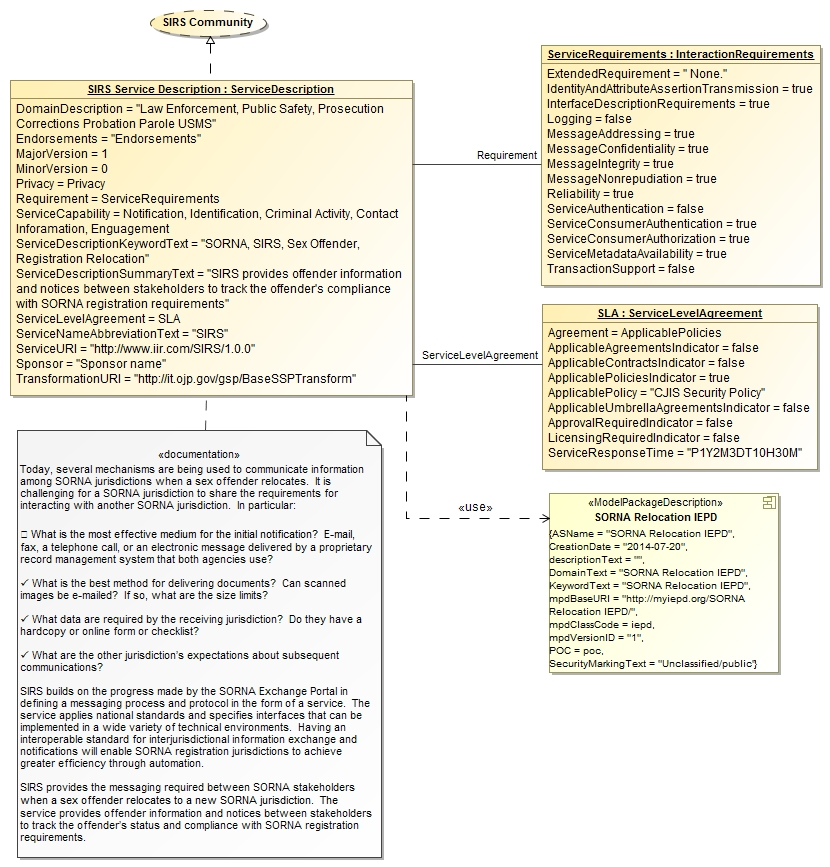 SIRS Community
SIRS Service Description : ServiceDescription
DomainDescription = "Law Enforcement, Public Safety, Prosecution
Corrections Probation Parole USMS"
Endorsements = "Endorsements"
MajorVersion = 1
MinorVersion = 0
Privacy = Privacy
Requirement = ServiceRequirements
ServiceCapability = Notification, Identification, Criminal Activity, Contact
Inforamation, Enguagement
ServiceDescriptionKeywordText = "SORNA, SIRS, Sex Offender,
Registration Relocation"
ServiceDescriptionSummaryText = "SIRS provides offender information
and notices between stakeholders to track the offender's compliance
with SORNA registration requirements"
ServiceLevelAgreement = SLA
ServiceNameAbbreviationText = "SIRS"
ServiceURI = "http://www.iir.com/SIRS/1.0.0"
Sponsor = "Sponsor name"
TransformationURI = "http://it.ojp.gov/gsp/BaseSSPTransform"
Requirement
ServiceRequirements : InteractionRequirements
ExtendedRequirement = " None."
IdentityAndAttributeAssertionTransmission = true
InterfaceDescriptionRequirements = true
Logging = false
MessageAddressing = true
MessageConfidentiality = true
MessageIntegrity = true
MessageNonrepudiation = true
Reliability = true
ServiceAuthentication = false
ServiceConsumerAuthentication = true
ServiceConsumerAuthorization = true
ServiceMetadataAvailability = true
TransactionSupport = false
ServiceLevelAgreement
SLA : ServiceLevelAgreement
Agreement = ApplicablePolicies
ApplicableAgreementsIndicator = false
ApplicableContractsIndicator = false
ApplicablePoliciesIndicator = true
ApplicablePolicy = "CJIS Security Policy"
ApplicableUmbrellaAgreementsIndicator = false
ApprovalRequiredIndicator = false
LicensingRequiredIndicator = false
ServiceResponseTime = "P1Y2M3DT10H30M"
«use»
«ModelPackageDescription»
SORNA Relocation IEPD
{ASName = "SORNA Relocation IEPD",
CreationDate = "2014-07-20",
descriptionText = "",
DomainText = "SORNA Relocation IEPD",
KeywordText = "SORNA Relocation IEPD",
mpdBaseURI = "http://myiepd.org/SORNA
Relocation IEPD/",
mpdClassCode = iepd,
mpdVersionID = "1",
POC = poc,
SecurityMarkingText = "Unclassified/public"}
«documentation»
Today, several mechanisms are being used to communicate information
among SORNA jurisdictions when a sex offender relocates.  It is
challenging for a SORNA jurisdiction to share the requirements for
interacting with another SORNA jurisdiction.  In particular:
□ What is the most effective medium for the initial notification?  E-mail,
fax, a telephone call, or an electronic message delivered by a proprietary
record management system that both agencies use?
✓ What is the best method for delivering documents?  Can scanned
images be e-mailed?  If so, what are the size limits?
✓ What data are required by the receiving jurisdiction?  Do they have a
hardcopy or online form or checklist?
✓ What are the other jurisdiction's expectations about subsequent
communications?
SIRS builds on the progress made by the SORNA Exchange Portal in
defining a messaging process and protocol in the form of a service.  The
service applies national standards and specifies interfaces that can be
implemented in a wide variety of technical environments.  Having an
interoperable standard for interjurisdictional information exchange and
notifications will enable SORNA registration jurisdictions to achieve
greater efficiency through automation.
SIRS provides the messaging required between SORNA stakeholders
when a sex offender relocates to a new SORNA jurisdiction.  The
service provides offender information and notices between stakeholders
to track the offender's status and compliance with SORNA registration
requirements.